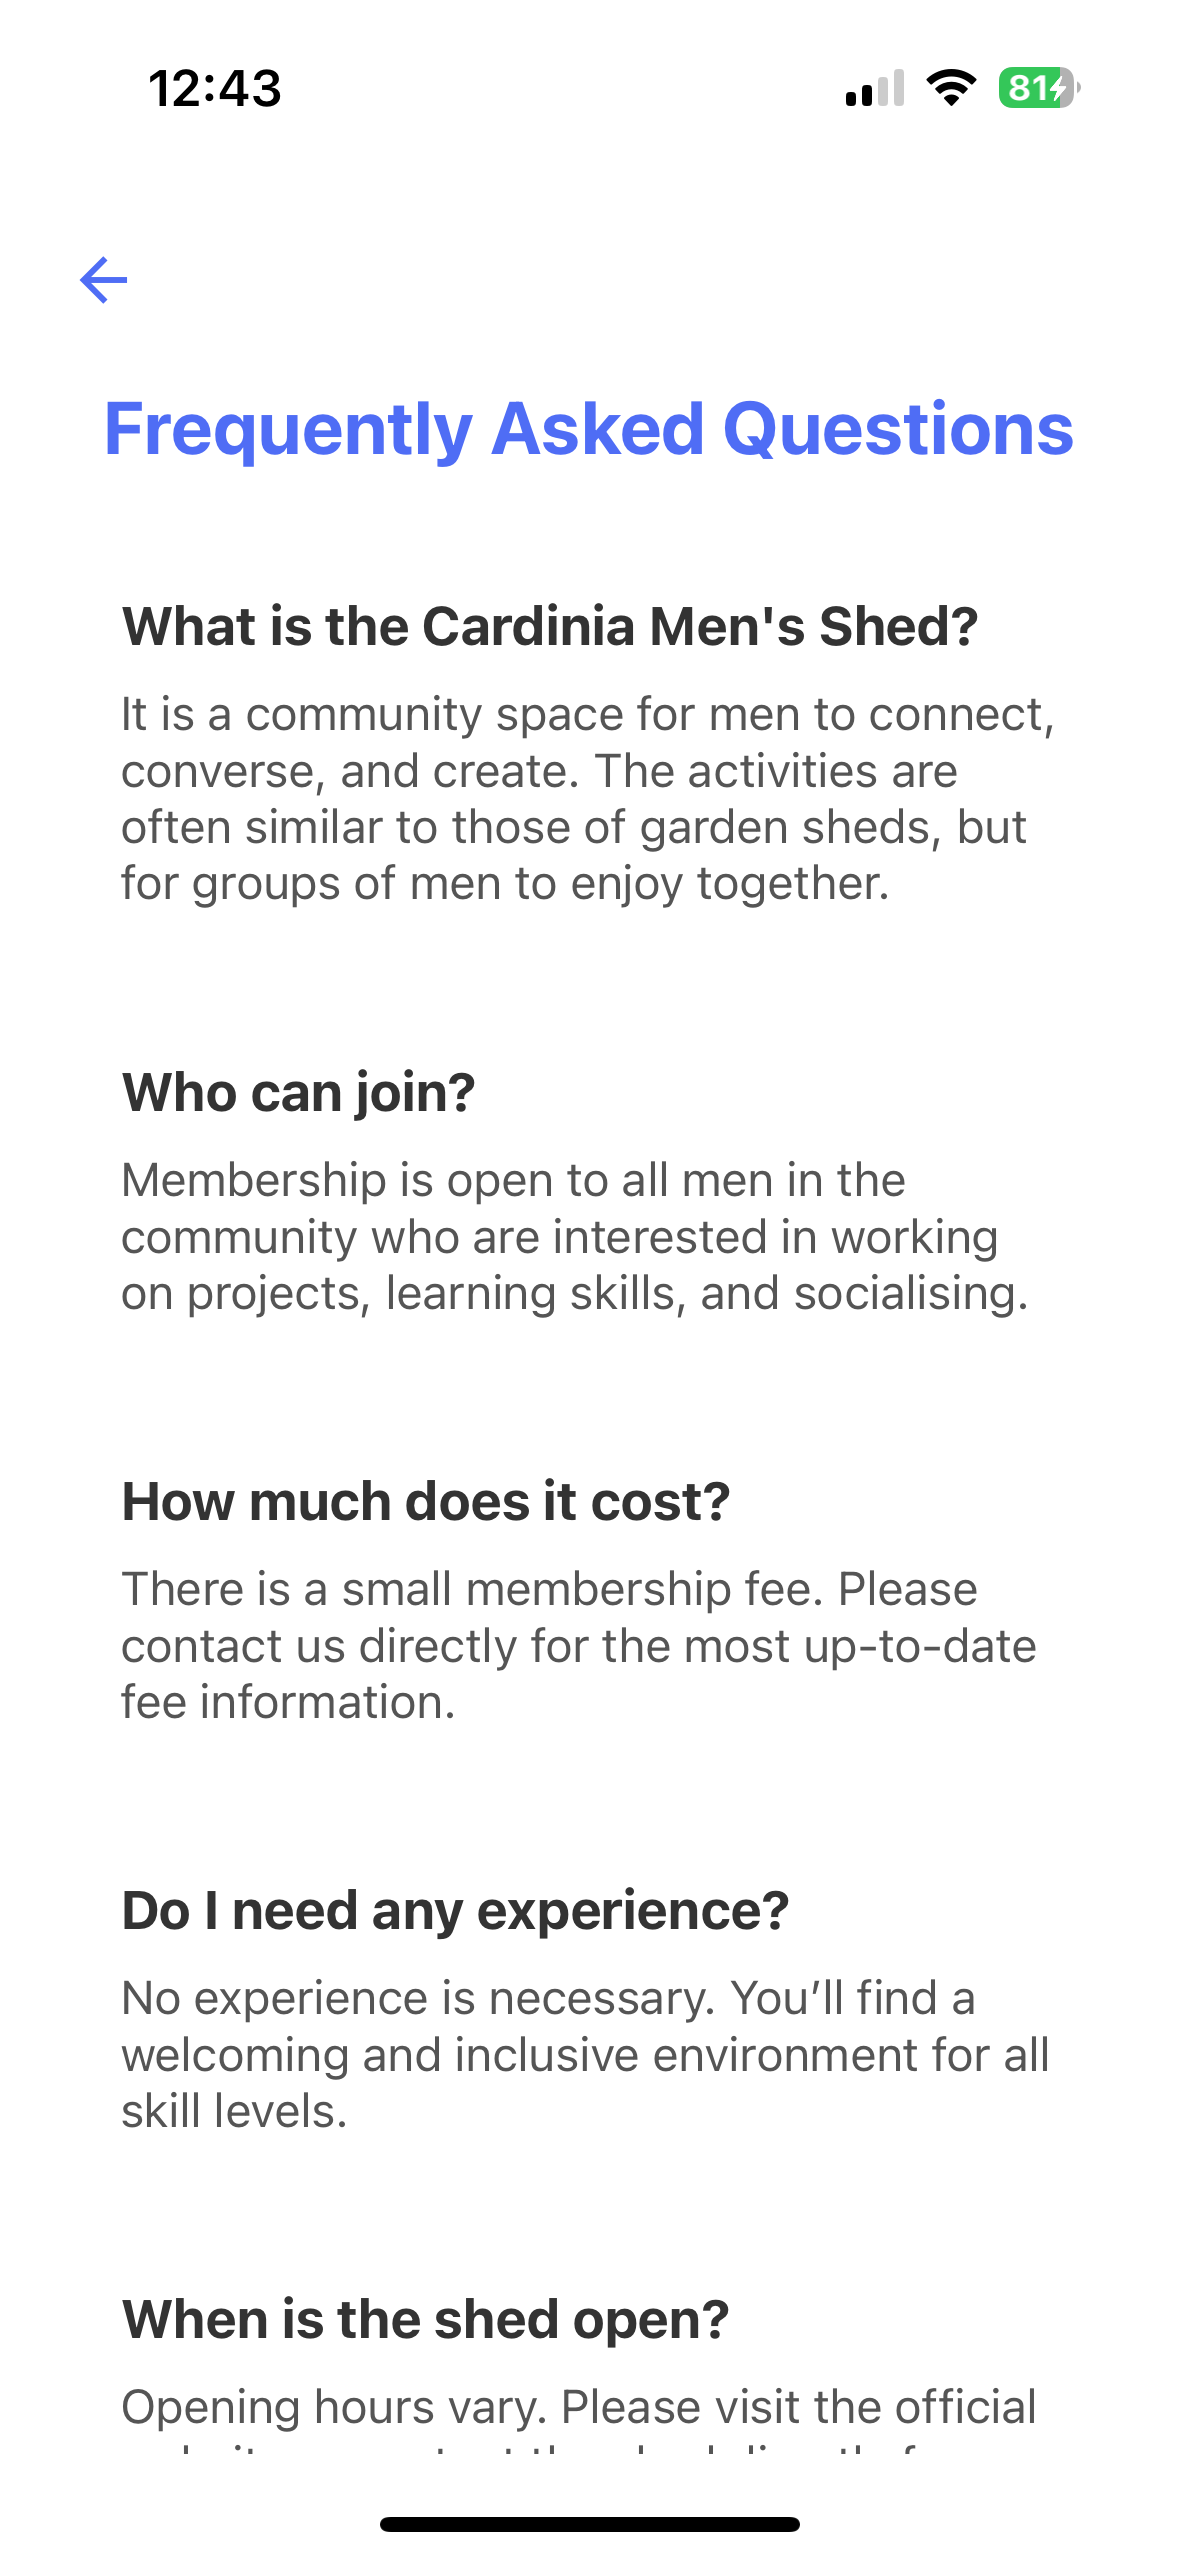 12:43
81
Frequently Asked Questions
What is the Cardinia Men's Shed?
It is a community space for men to connect,
converse, and create. The activities are
often similar to those of garden sheds, but
for groups of men to enjoy together.
Who can join?
Membership is open to all men in the
community who are interested in working
on projects, learning skills, and socialising.
How much does it cost?
There is a small membership fee. Please
contact us directly for the most up-to-date
fee information.
Do I need any experience?
No experience is necessary. You’ll find a
welcoming and inclusive environment for all
skill levels.
When is the shed open?
Opening hours vary. Please visit the official